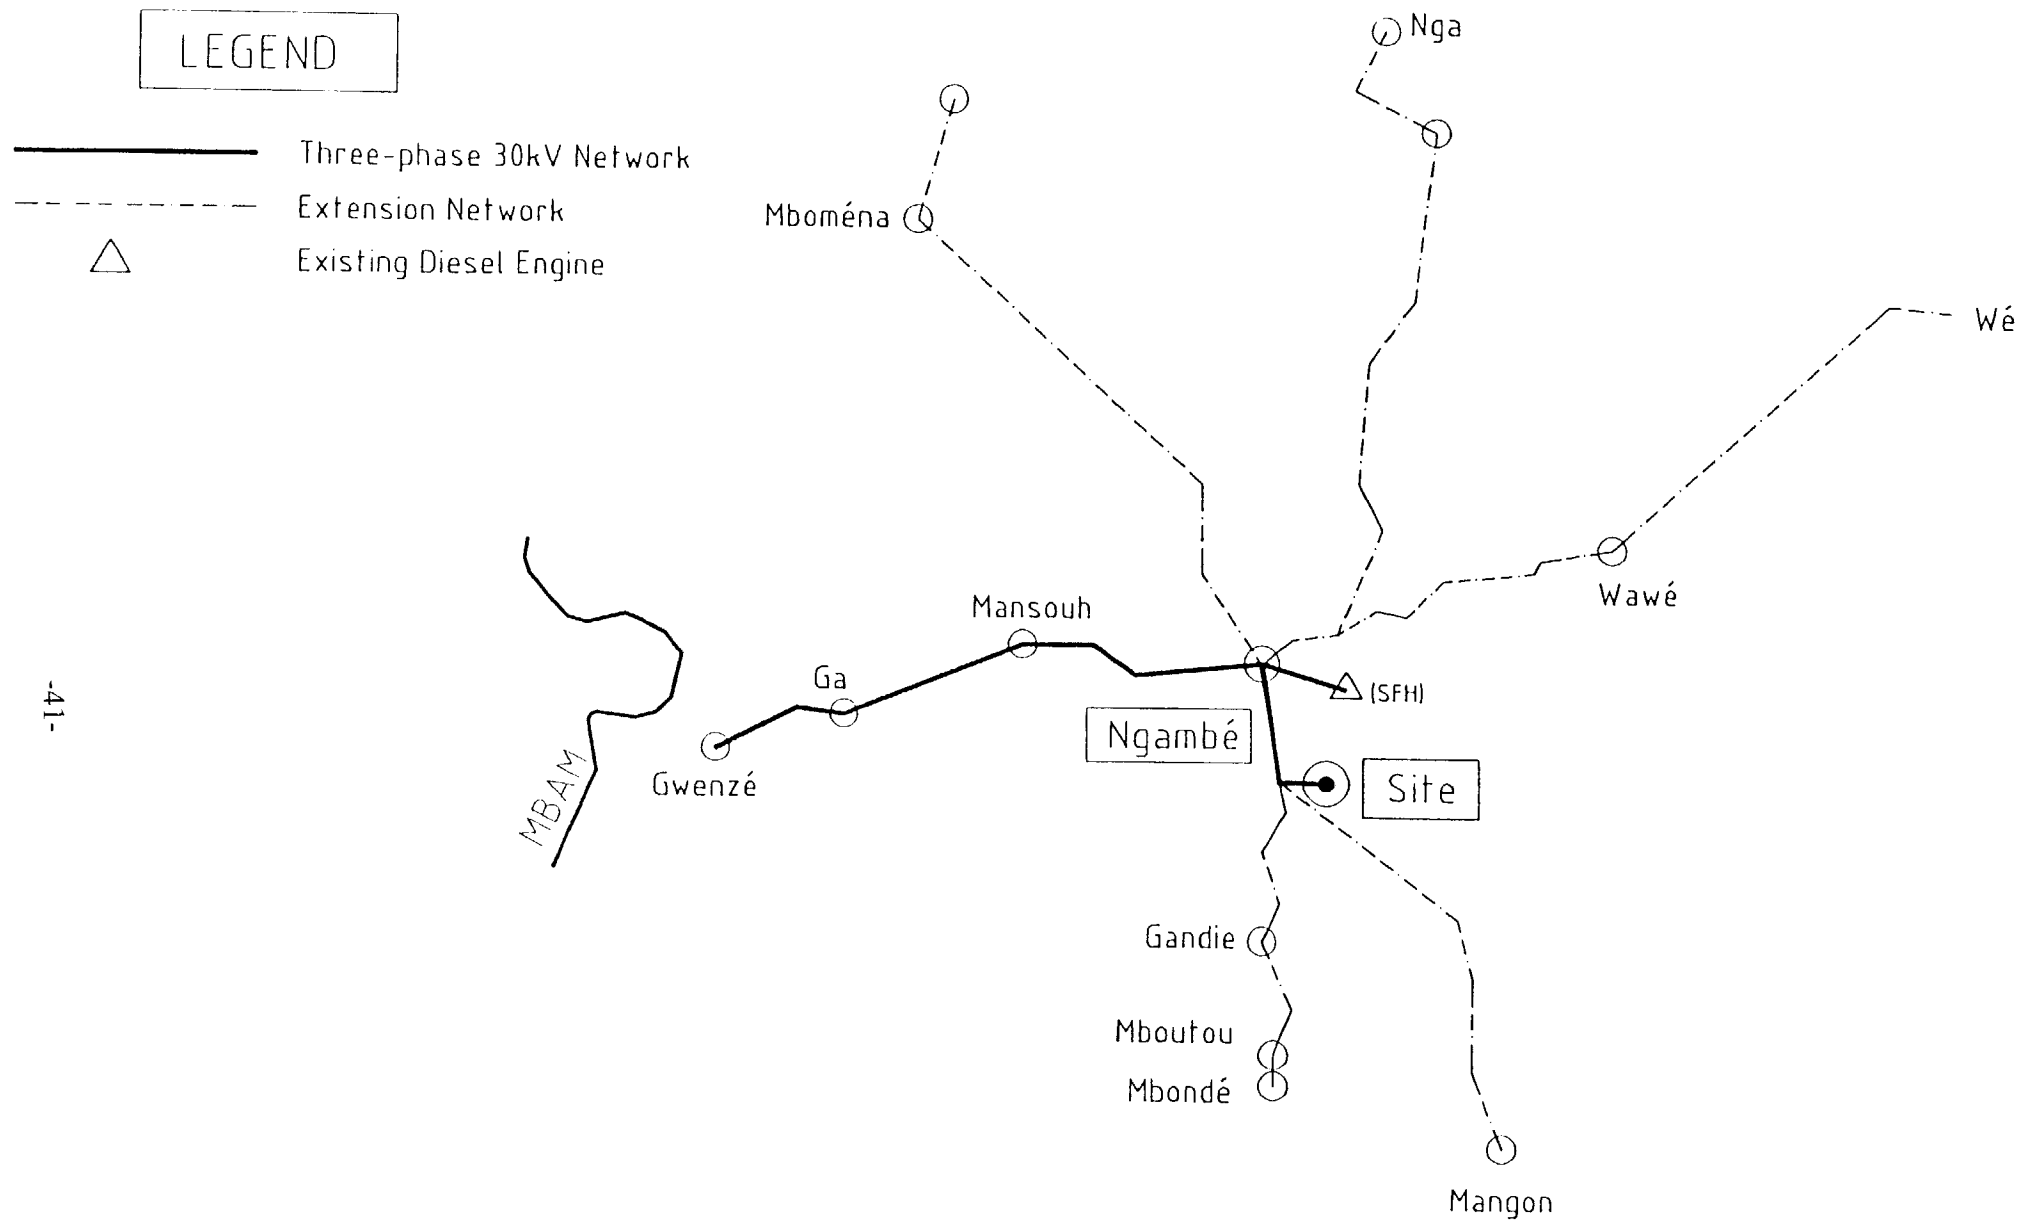 LEGEND
Three-phase 30kV Network
Extension Network
Existing Diesel Engine
Nga
Mboména
Wé
Wawé
Mansouh
Ga
(SFH)
Ngambé
Gwenzé
Site
MBAM
Gandie
Mboutou
Mbondé
Mangon
-41-